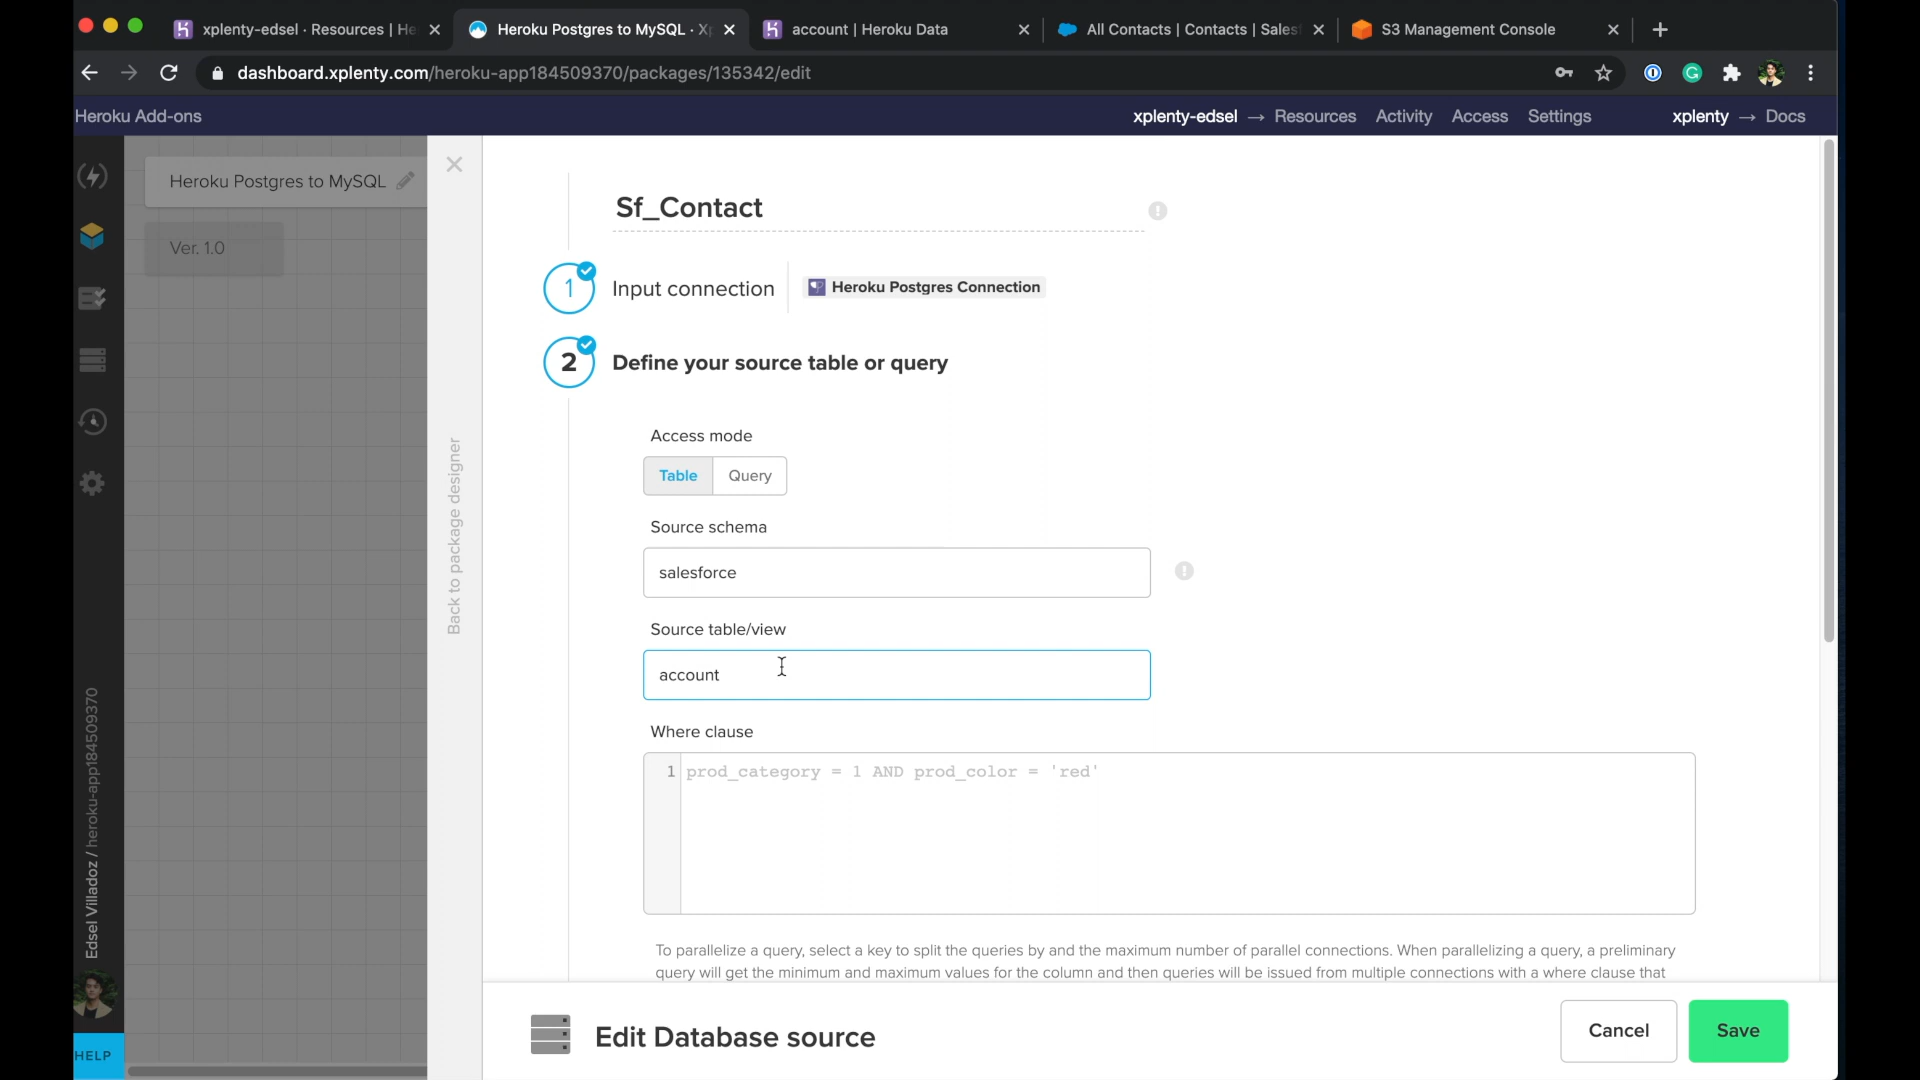 xplenty-edsel · Resources | He
Heroku Postgres to MySQL · X
account | Heroku Data
All Contacts | Contacts | Sales
S3 Management Console
dashboard.xplenty.com/heroku-app184509370/packages/135342/edit
Heroku Add-ons
xplenty-edsel → Resources Activity Access Settings xplenty → Docs
Heroku Postgres to MySQL
Ver. 1.0
Back to package designer
Edsel Villadoz / heroku-app184509370
HELP
Sf_Contact
1 Input connection Heroku Postgres Connection
2 Define your source table or query
Access mode
Table Query
Source schema
salesforce
Source table/view
account
Where clause
1 prod_category = 1 AND prod_color = 'red'
To parallelize a query, select a key to split the queries by and the maximum number of parallel connections. When parallelizing a query, a preliminary
query will get the minimum and maximum values for the column and then queries will be issued from multiple connections with a where clause that
Edit Database source
Cancel Save